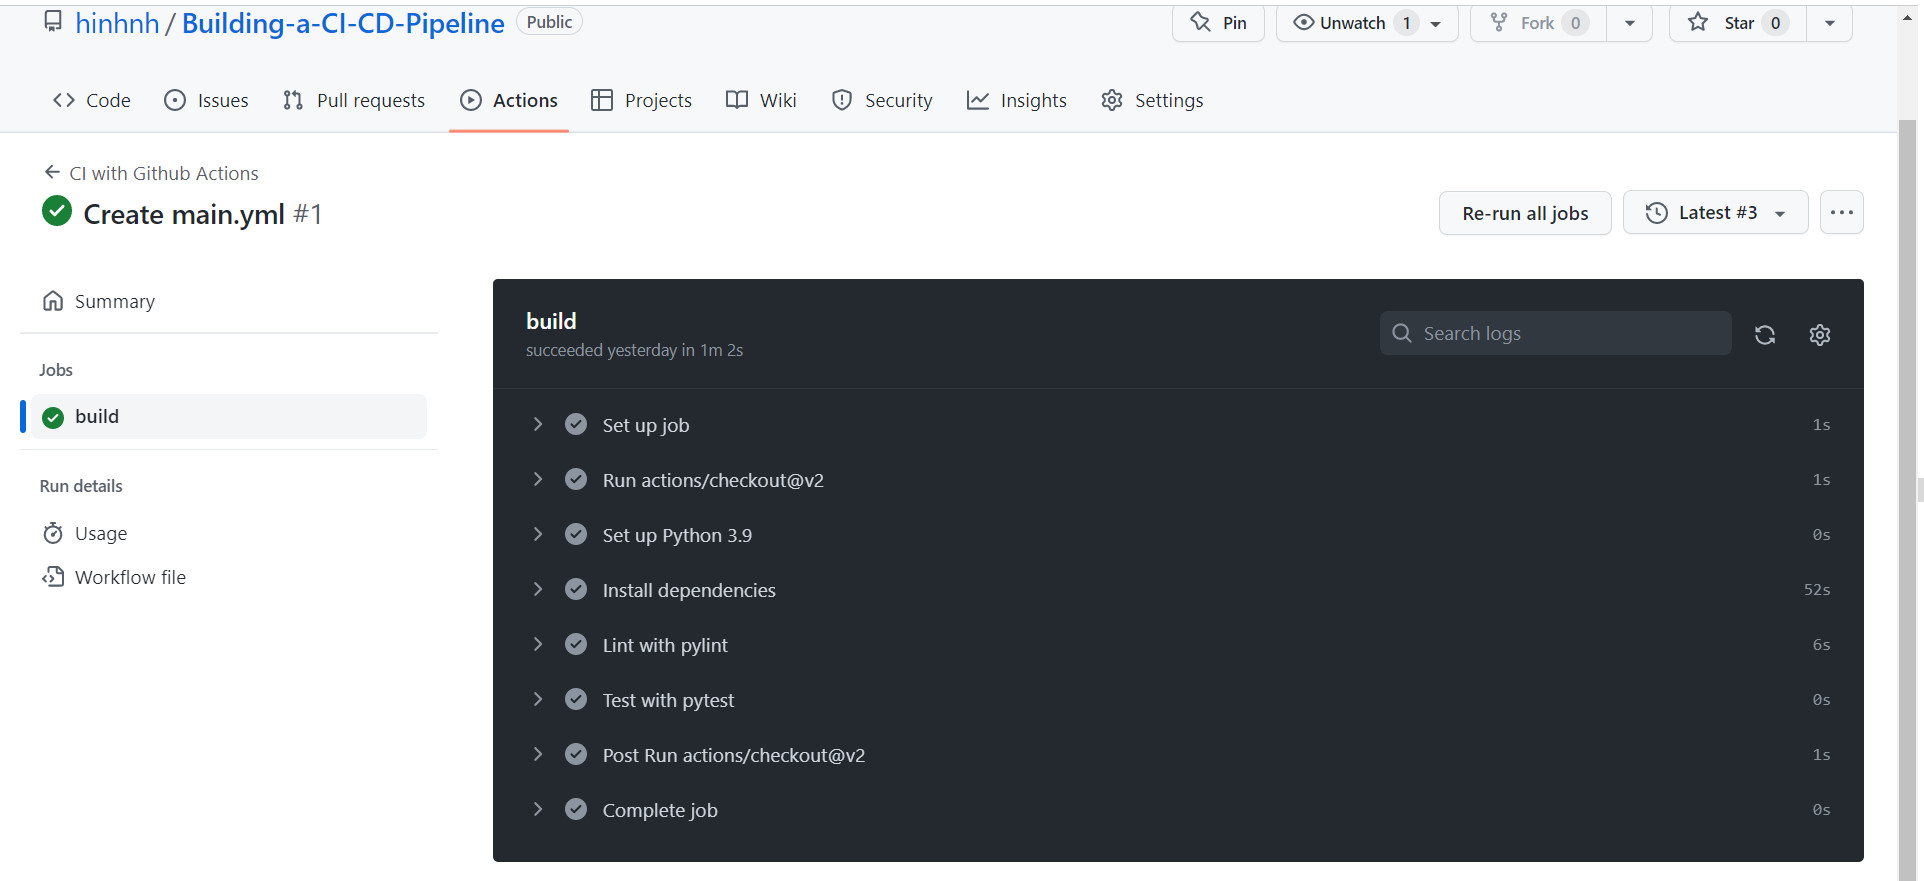 hinhnh / Building-a-CI-CD-Pipeline Public Pin Unwatch 1 Fork 0 Star 0
Code Issues Pull requests Actions Projects Wiki Security Insights Settings
CI with Github Actions
Create main.yml #1
Re-run all jobs Latest #3
Summary
Jobs
build
Run details
Usage
Workflow file
build
succeeded yesterday in 1m 2s
Search logs
Set up job 1s
Run actions/checkout@v2 1s
Set up Python 3.9 0s
Install dependencies 52s
Lint with pylint 6s
Test with pytest 0s
Post Run actions/checkout@v2 1s
Complete job 0s